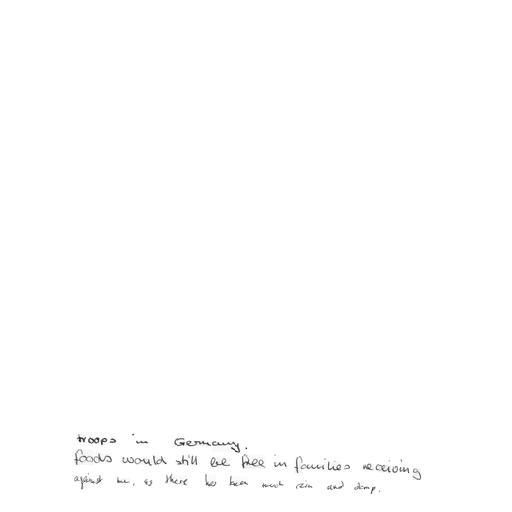 troops in Germany.
foods would still be free in families receiving
against me, as there has been much rain and damp.